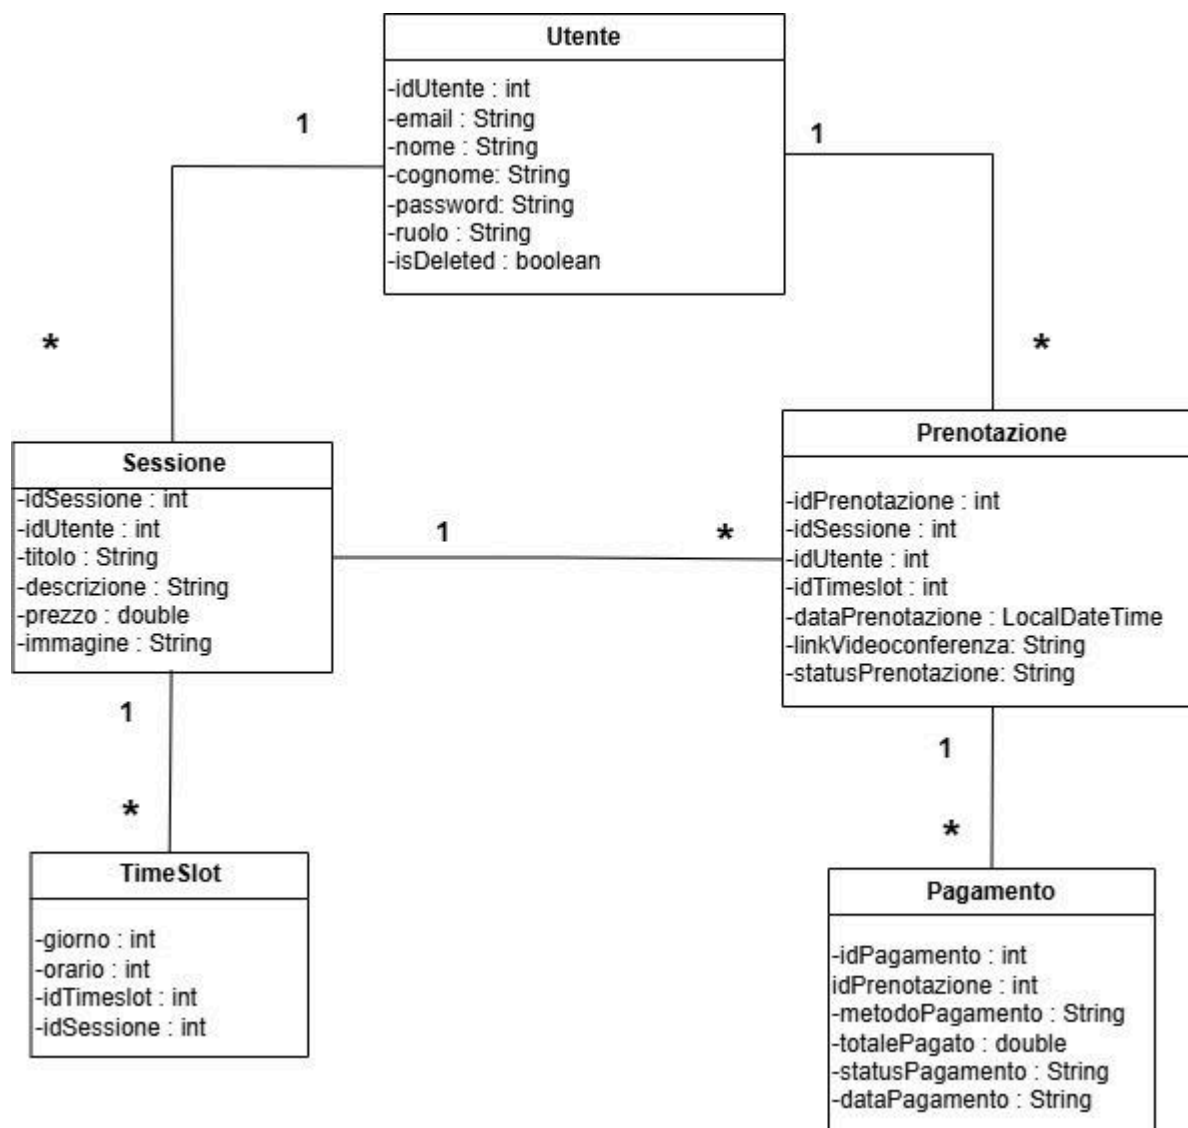 Utente
-idUtente : int
-email : String
-nome : String
-cognome: String
-password: String
-ruolo : String
-isDeleted : boolean
1
1
*
*
Sessione
-idSessione : int
-idUtente : int
-titolo : String
-descrizione : String
-prezzo : double
-immagine : String
1
*
Prenotazione
-idPrenotazione : int
-idSessione : int
-idUtente : int
-idTimeslot : int
-dataPrenotazione : LocalDateTime
-linkVideoconferenza: String
-statusPrenotazione: String
1
*
1
*
TimeSlot
-giorno : int
-orario : int
-idTimeslot : int
-idSessione : int
Pagamento
-idPagamento : int
idPrenotazione : int
-metodoPagamento : String
-totalePagato : double
-statusPagamento : String
-dataPagamento : String